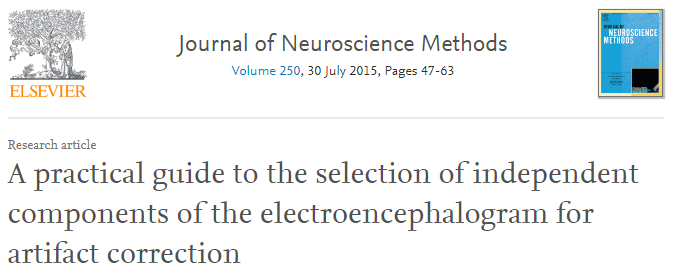 ELSEVIER
Journal of Neuroscience Methods
Volume 250, 30 July 2015, Pages 47-63
NEUROSCIENCE
METHODS
Research article
A practical guide to the selection of independent
components of the electroencephalogram for
artifact correction